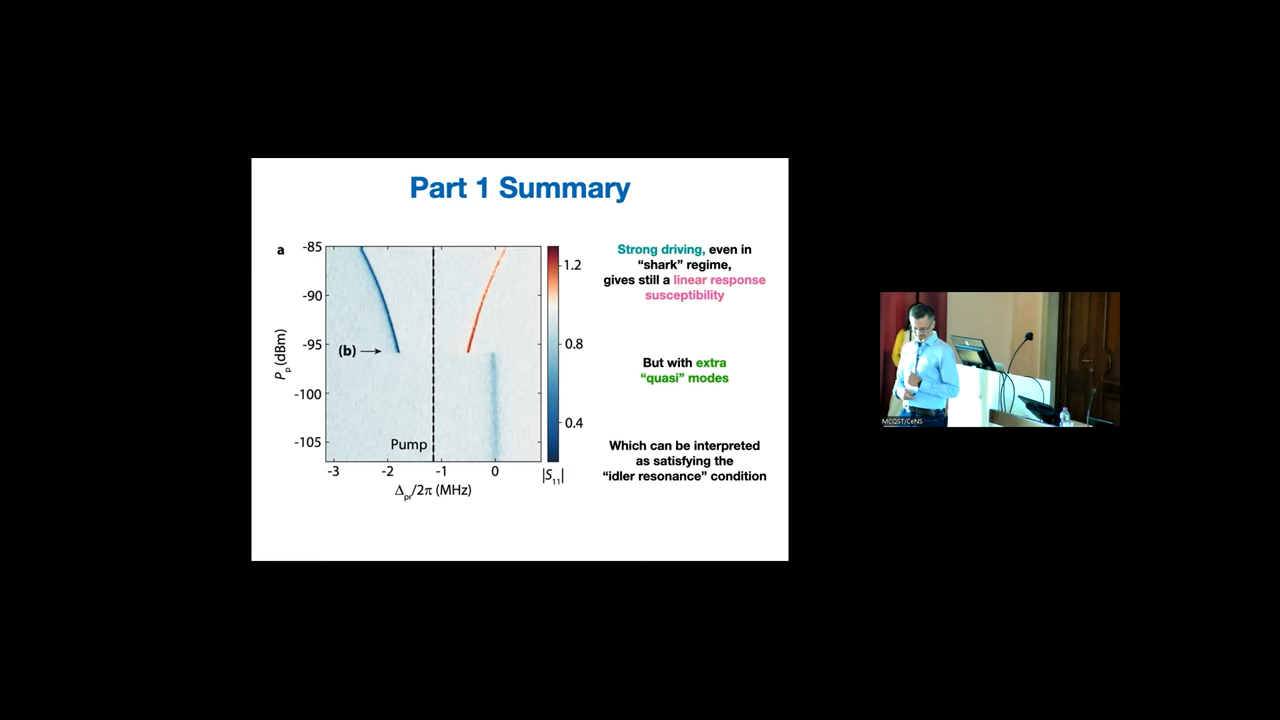 Part 1 Summary
a
-85
-90
-95
-100
-105
P_p (dBm)
(b)
Pump
-3
-2
-1
0
Δ_pr/2π (MHz)
1.2
0.8
0.4
|S_11|
Strong driving, even in
“shark” regime,
gives still a linear response
susceptibility
But with extra
“quasi” modes
Which can be interpreted
as satisfying the
“idler resonance” condition
MCQST/CeNS